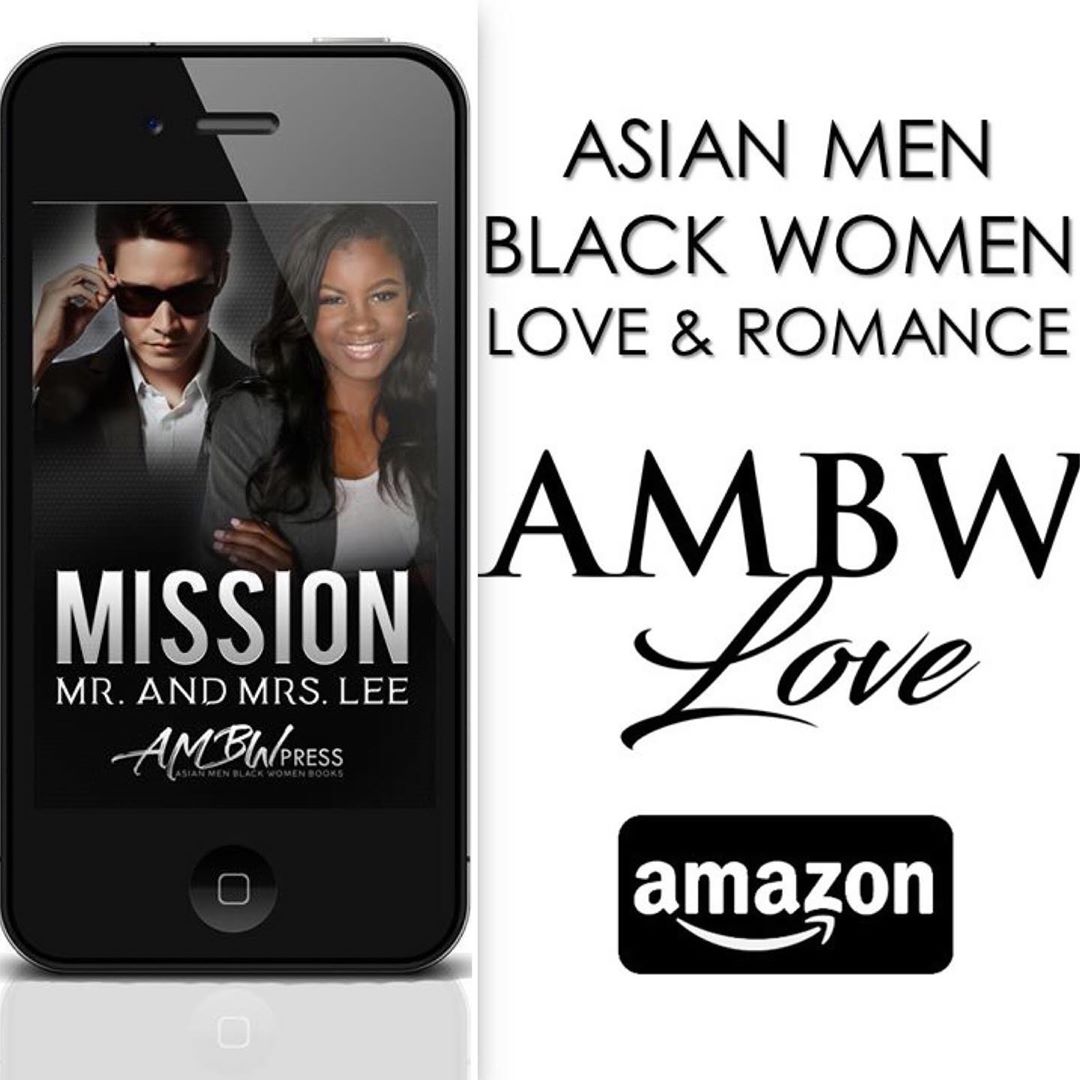 MISSION
MR. AND MRS. LEE
AMBW PRESS
ASIAN MEN BLACK WOMEN BOOKS
ASIAN MEN
BLACK WOMEN
LOVE & ROMANCE
AMBW
Love
amazon